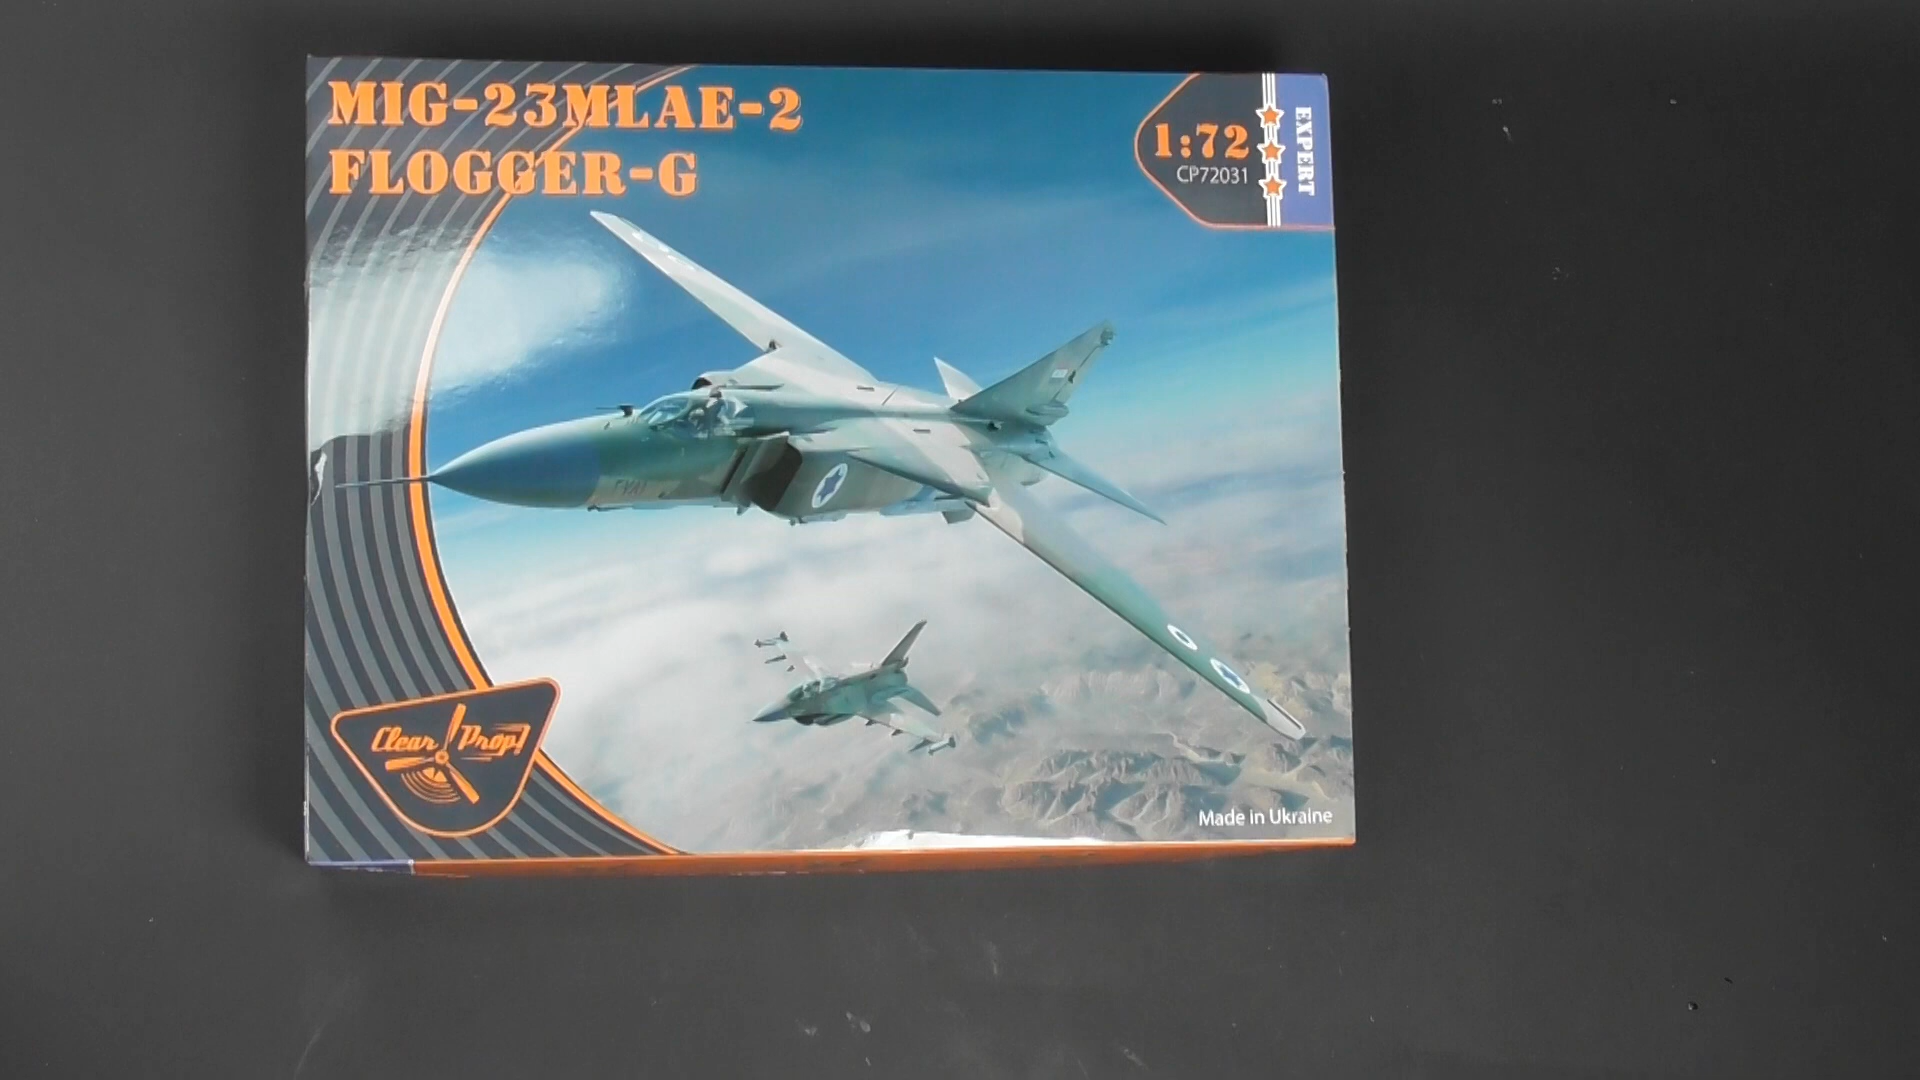 MIG-23MLAE-2
FLOGGER-G
1:72
CP72031
EXPERT
Clear Prop!
Made in Ukraine